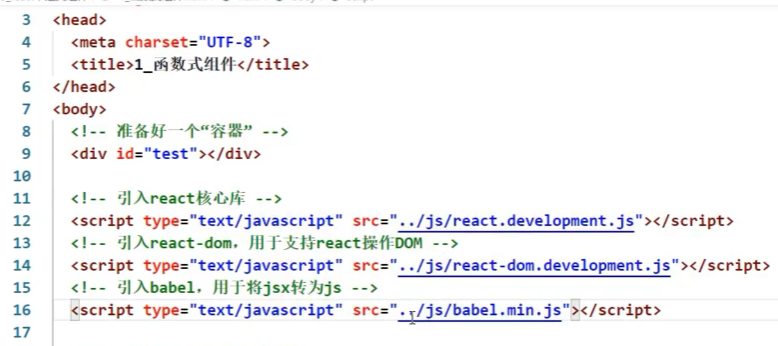 3 <head>
4 <meta charset="UTF-8">
5 <title>1_函数式组件</title>
6 </head>
7 <body>
8 <!-- 准备好一个“容器” -->
9 <div id="test"></div>
10
11 <!-- 引入react核心库 -->
12 <script type="text/javascript" src="../js/react.development.js"></script>
13 <!-- 引入react-dom，用于支持react操作DOM -->
14 <script type="text/javascript" src="../js/react-dom.development.js"></script>
15 <!-- 引入babel，用于将jsx转为js -->
16 <script type="text/javascript" src="../js/babel.min.js"></script>
17